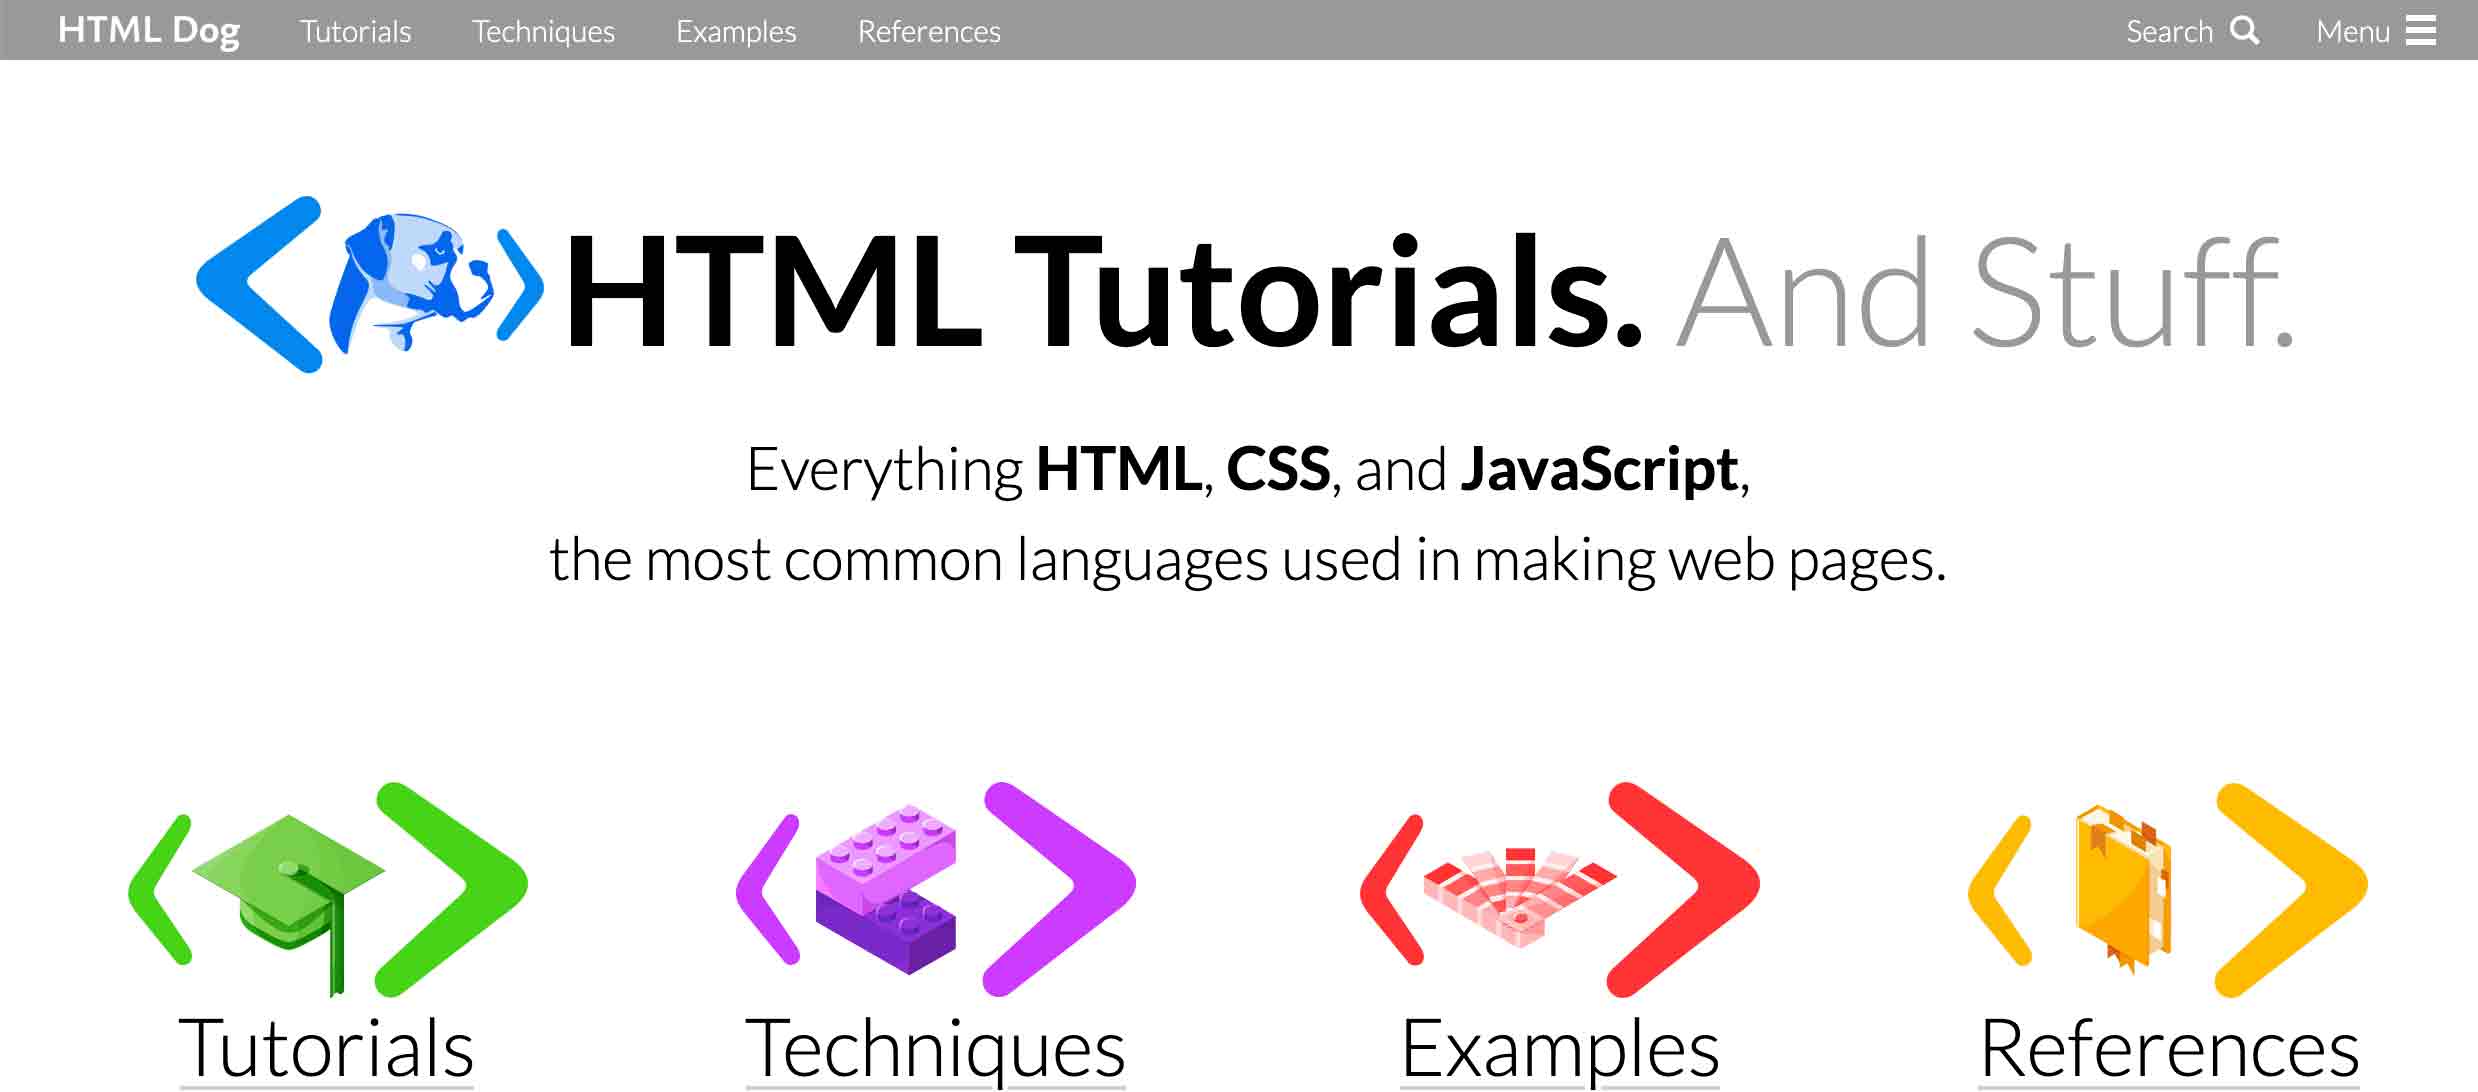 HTML Dog Tutorials Techniques Examples References Search Menu
HTML Tutorials. And Stuff.
Everything HTML, CSS, and JavaScript,
the most common languages used in making web pages.
Tutorials Techniques Examples References